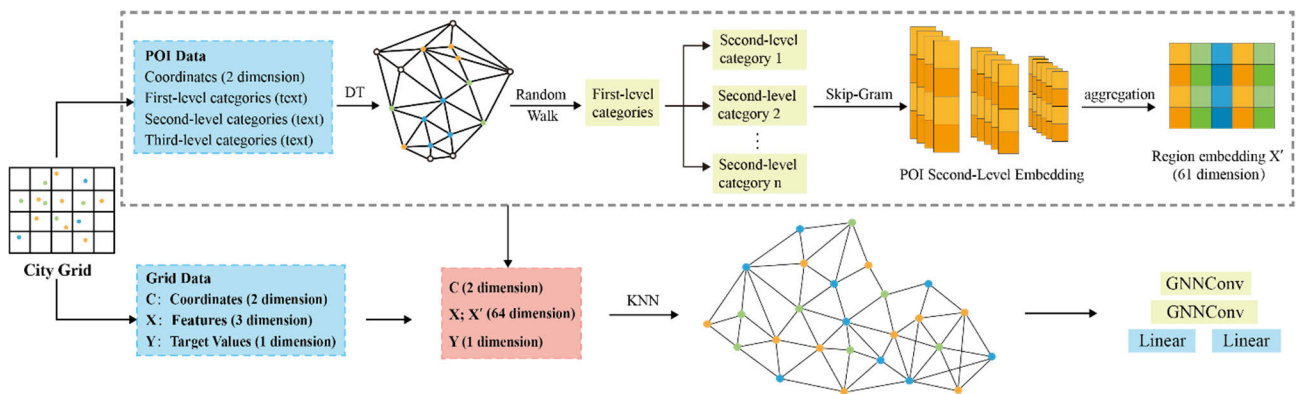 POI Data
Coordinates (2 dimension)
First-level categories (text)
Second-level categories (text)
Third-level categories (text)
DT
Random
Walk
First-level
categories
Second-level
category 1
Second-level
category 2
⋮
Second-level
category n
Skip-Gram
POI Second-Level Embedding
aggregation
Region embedding X′
(61 dimension)
City Grid
Grid Data
C: Coordinates (2 dimension)
X: Features (3 dimension)
Y: Target Values (1 dimension)
C (2 dimension)
X; X′ (64 dimension)
Y (1 dimension)
KNN
GNNConv
GNNConv
Linear Linear